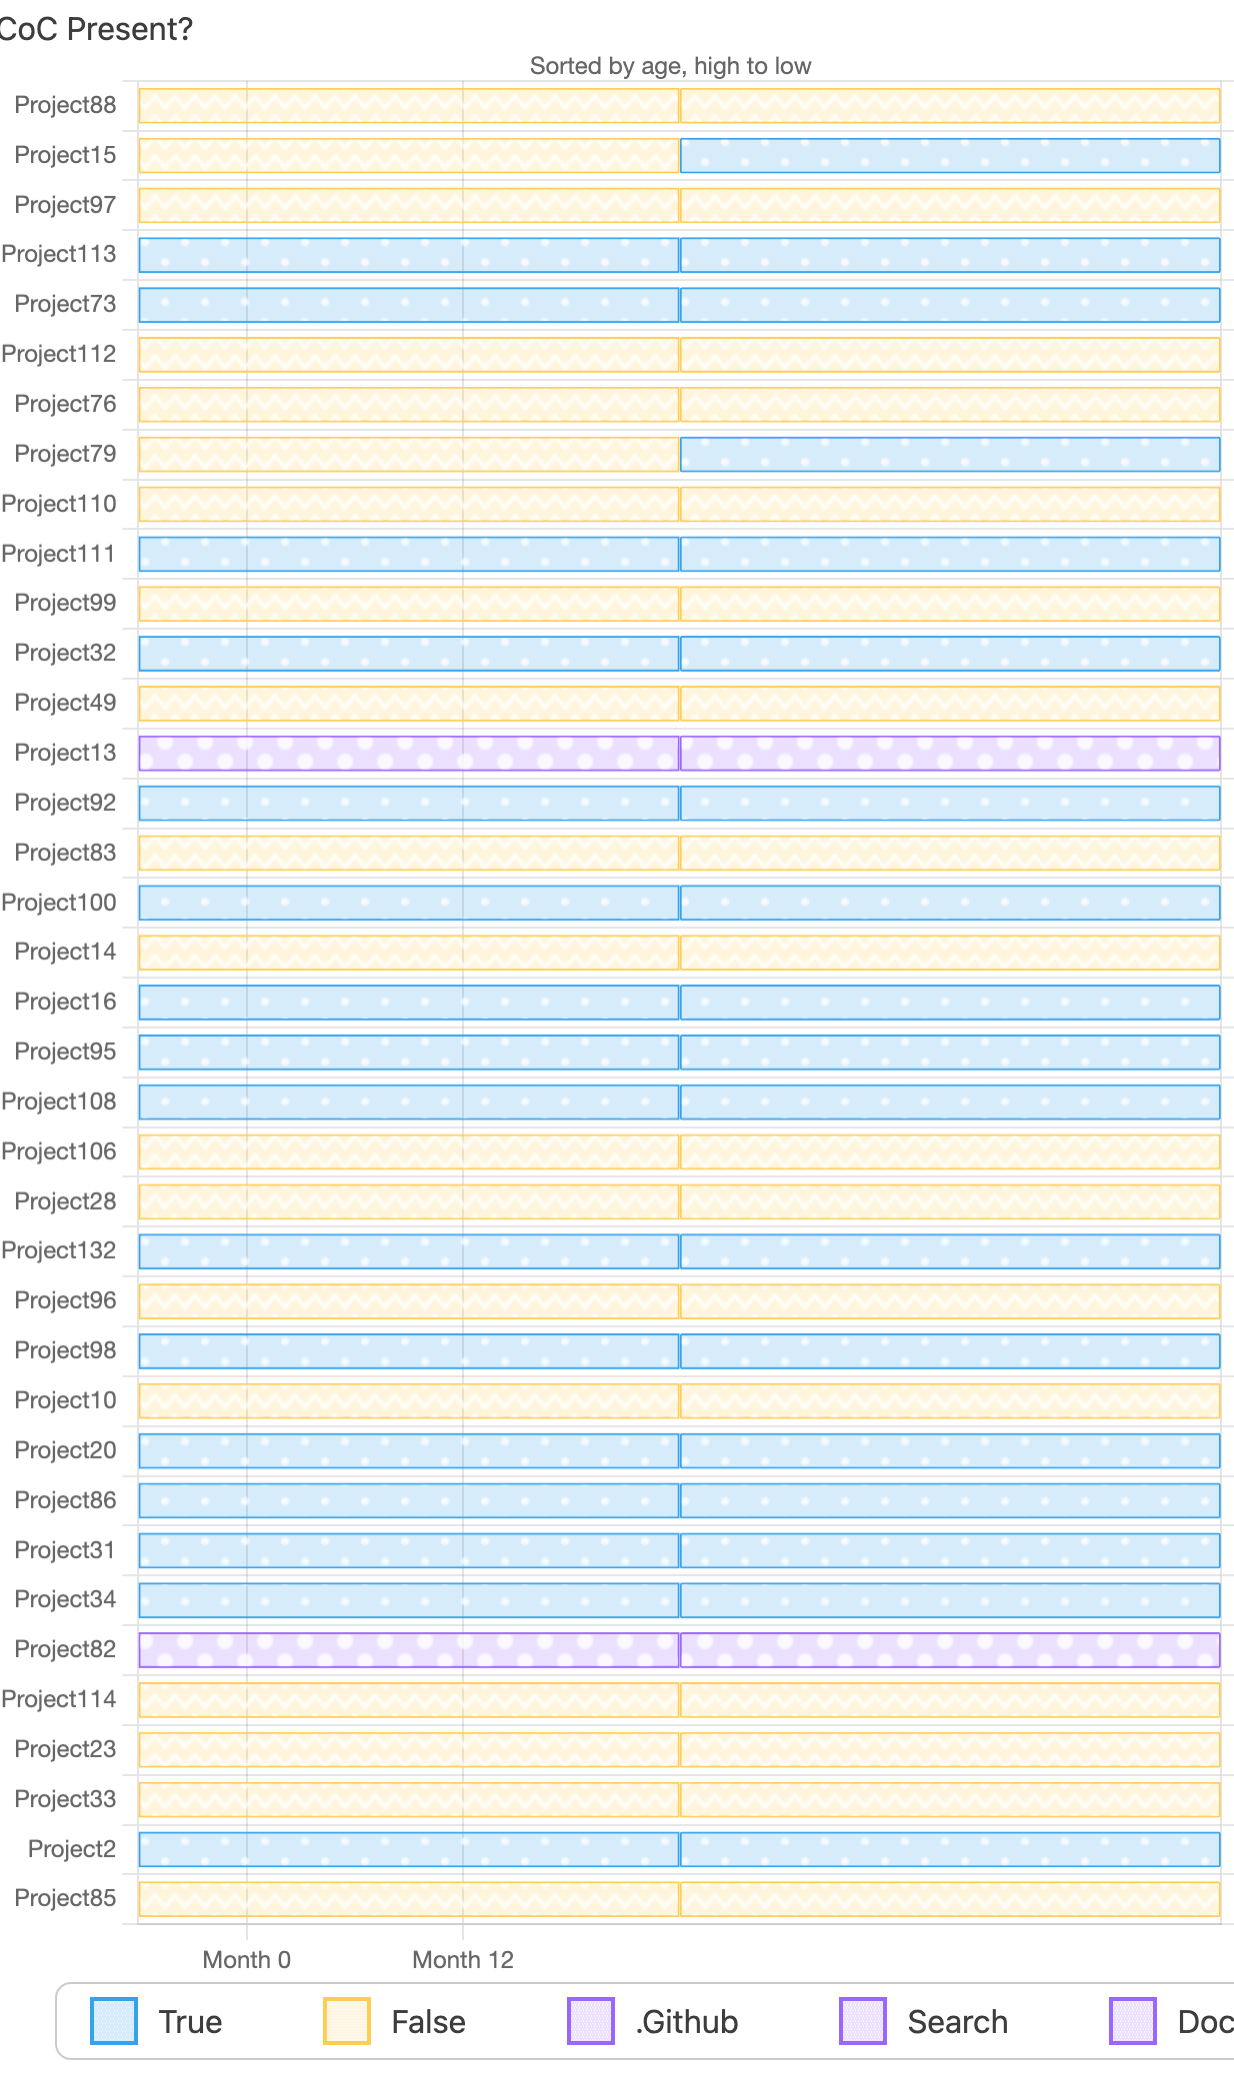 CoC Present?
Sorted by age, high to low
Project88
Project15
Project97
Project113
Project73
Project112
Project76
Project79
Project110
Project111
Project99
Project32
Project49
Project13
Project92
Project83
Project100
Project14
Project16
Project95
Project108
Project106
Project28
Project132
Project96
Project98
Project10
Project20
Project86
Project31
Project34
Project82
Project114
Project23
Project33
Project2
Project85
Month 0 Month 12
True False .Github Search Doc